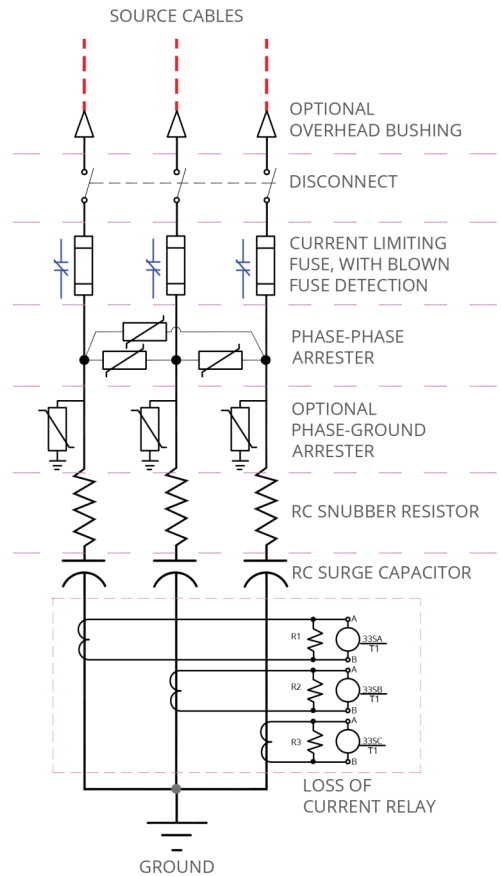 SOURCE CABLES
OPTIONAL
OVERHEAD BUSHING
DISCONNECT
CURRENT LIMITING
FUSE, WITH BLOWN
FUSE DETECTION
PHASE-PHASE
ARRESTER
OPTIONAL
PHASE-GROUND
ARRESTER
RC SNUBBER RESISTOR
RC SURGE CAPACITOR
A
R1
33SA
T1
B
A
R2
33SB
T1
B
A
R3
33SC
T1
B
LOSS OF
CURRENT RELAY
GROUND